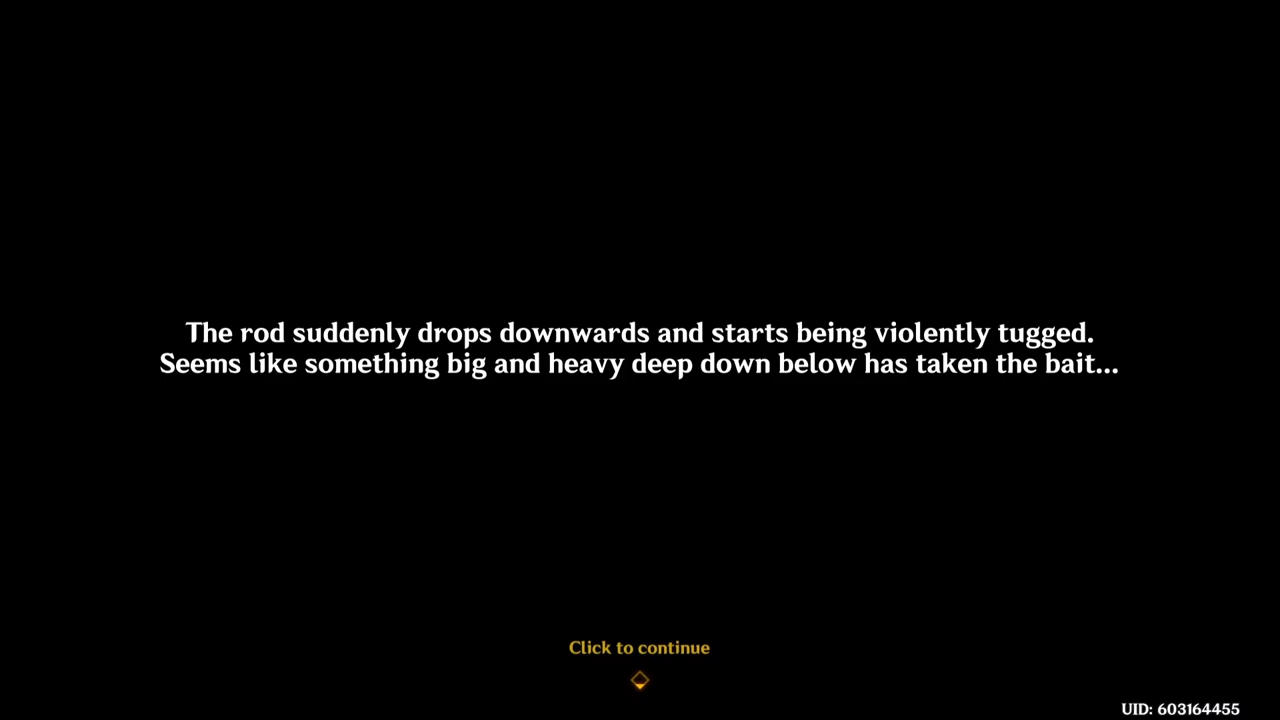 The rod suddenly drops downwards and starts being violently tugged.
Seems like something big and heavy deep down below has taken the bait...
Click to continue
UID: 603164455